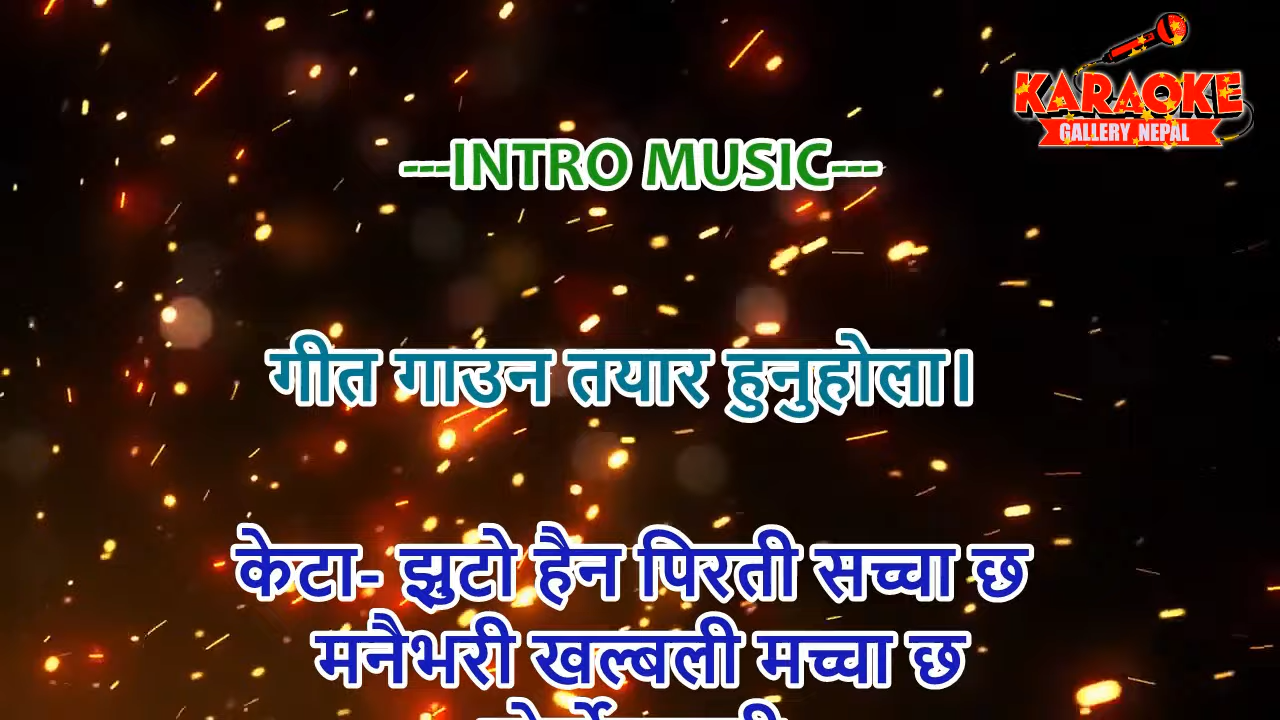 KARAOKE
GALLERY NEPAL
---INTRO MUSIC---
गीत गाउन तयार हुनुहोला।
केटा- झुटो हैन पिरती सच्चा छ
मनैभरी खल्बली मच्चा छ